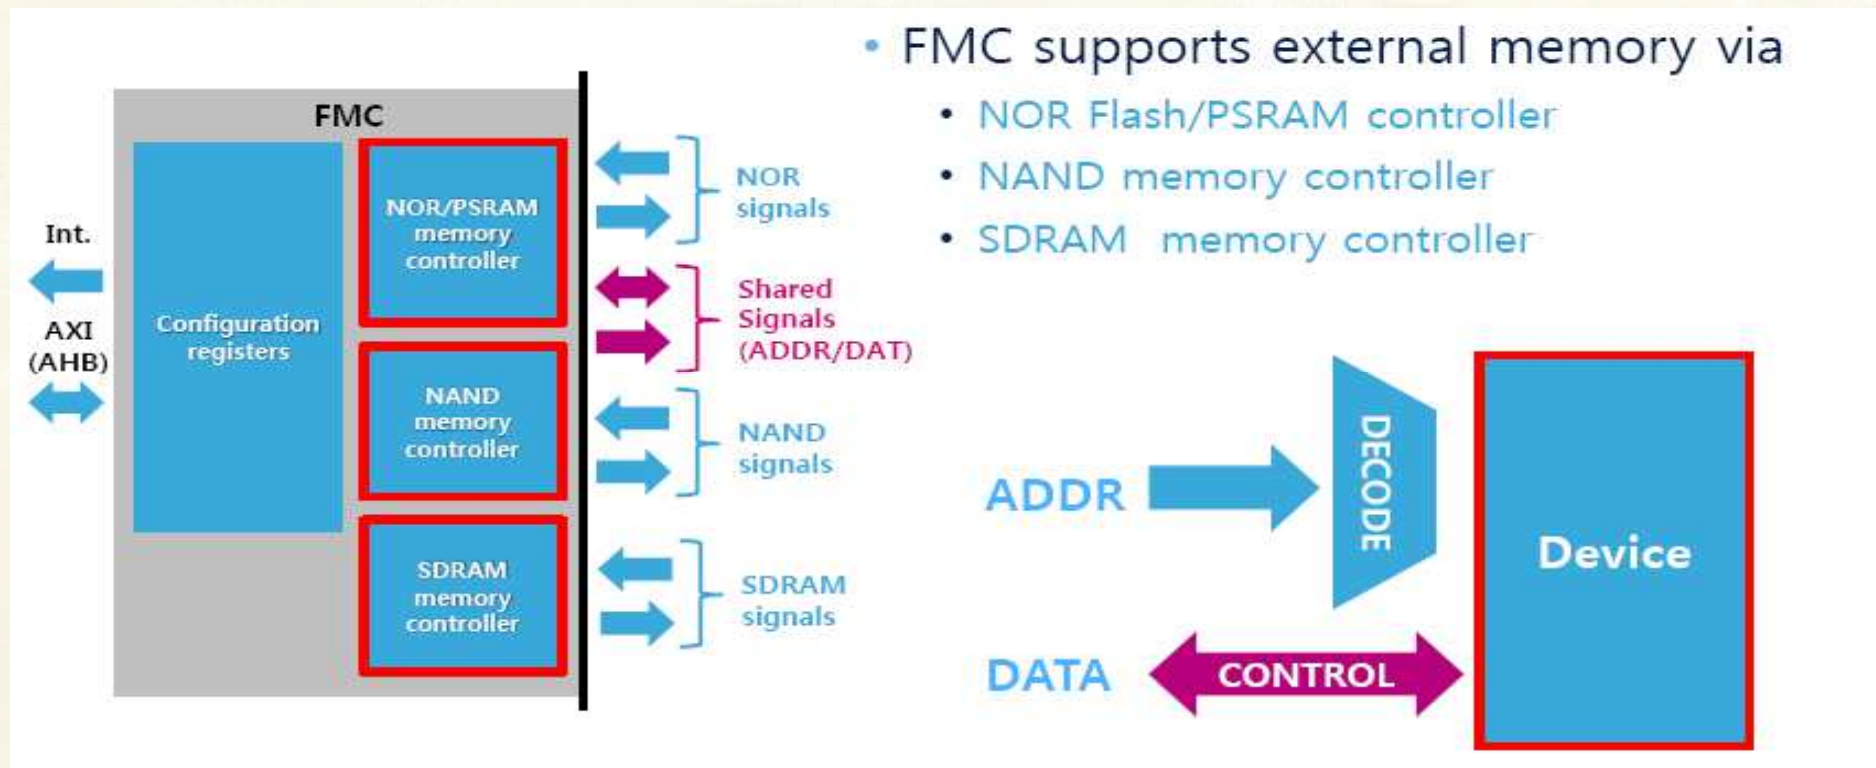 FMC
Configuration
registers
NOR/PSRAM
memory
controller
NAND
memory
controller
SDRAM
memory
controller
Int.
AXI
(AHB)
NOR
signals
Shared
Signals
(ADDR/DAT)
NAND
signals
SDRAM
signals
• FMC supports external memory via
• NOR Flash/PSRAM controller
• NAND memory controller
• SDRAM memory controller
ADDR
DECODE
DATA
CONTROL
Device